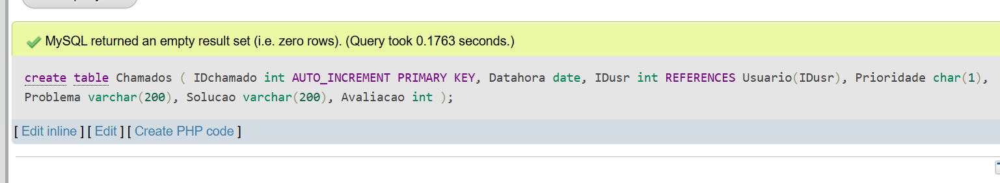 MySQL returned an empty result set (i.e. zero rows). (Query took 0.1763 seconds.)
create table Chamados ( IDchamado int AUTO_INCREMENT PRIMARY KEY, Datahora date, IDusr int REFERENCES Usuario(IDusr), Prioridade char(1),
Problema varchar(200), Solucao varchar(200), Avaliacao int );
[ Edit inline ] [ Edit ] [ Create PHP code ]